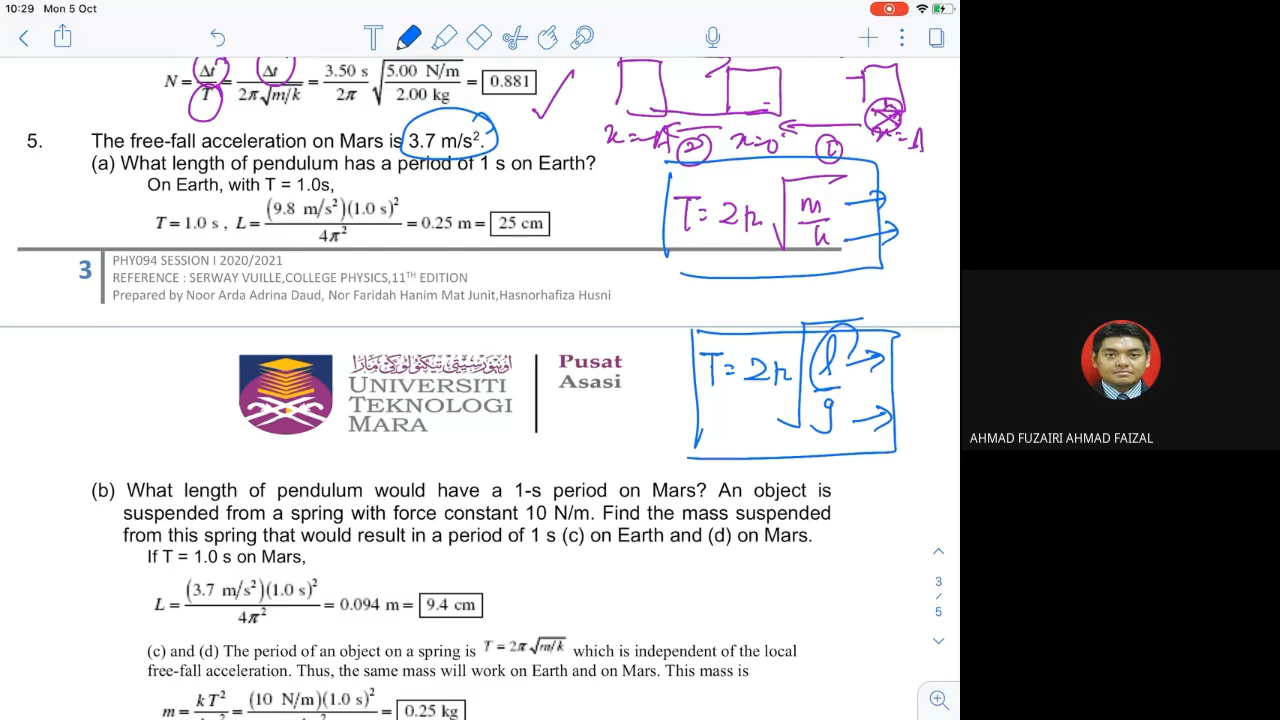 10:29 Mon 5 Oct
N = Δt/T = Δt/2π√m/k = 3.50 s/2π √5.00 N/m/2.00 kg = 0.881
x=-A x=0 x=A
② ①
5. The free-fall acceleration on Mars is 3.7 m/s².
(a) What length of pendulum has a period of 1 s on Earth?
On Earth, with T = 1.0s,
T = 1.0 s , L = (9.8 m/s²)(1.0 s)²/4π² = 0.25 m = 25 cm
T = 2π √m/k
3
PHY094 SESSION I 2020/2021
REFERENCE : SERWAY VUILLE,COLLEGE PHYSICS,11TH EDITION
Prepared by Noor Arda Adrina Daud, Nor Faridah Hanim Mat Junit,Hasnorhafiza Husni
اونيۏرسيتي تيكنولوڬي مارا
UNIVERSITI
TEKNOLOGI
MARA
Pusat
Asasi
T = 2π √l/g
AHMAD FUZAIRI AHMAD FAIZAL
(b) What length of pendulum would have a 1-s period on Mars? An object is
suspended from a spring with force constant 10 N/m. Find the mass suspended
from this spring that would result in a period of 1 s (c) on Earth and (d) on Mars.
If T = 1.0 s on Mars,
L = (3.7 m/s²)(1.0 s)²/4π² = 0.094 m = 9.4 cm
3
/
5
(c) and (d) The period of an object on a spring is T = 2π√m/k which is independent of the local
free-fall acceleration. Thus, the same mass will work on Earth and on Mars. This mass is
m = kT²/ = (10 N/m)(1.0 s)²/ = 0.25 kg